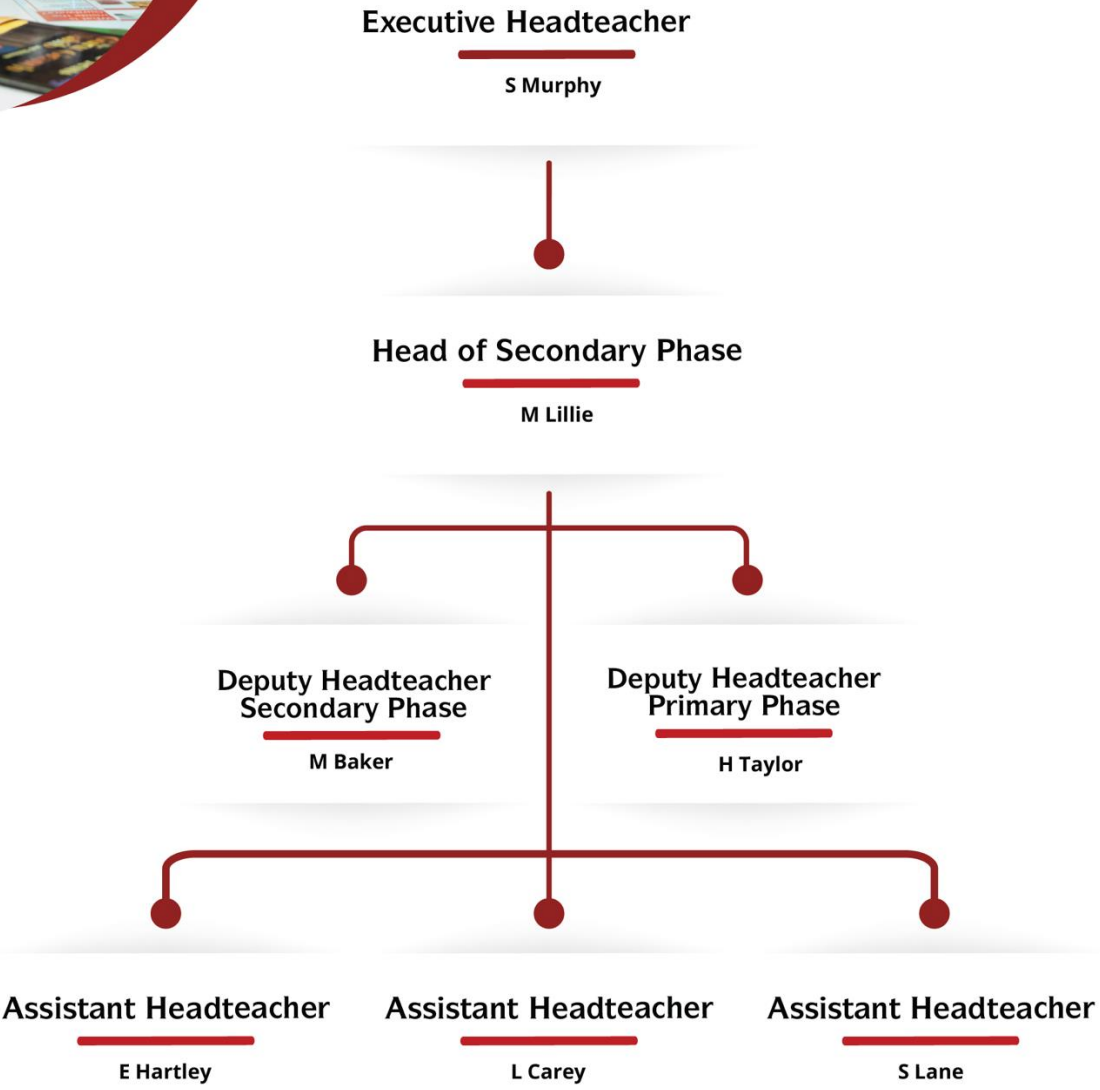 Executive Headteacher
S Murphy
Head of Secondary Phase
M Lillie
Deputy Headteacher
Secondary Phase
M Baker
Deputy Headteacher
Primary Phase
H Taylor
Assistant Headteacher
E Hartley
Assistant Headteacher
L Carey
Assistant Headteacher
S Lane